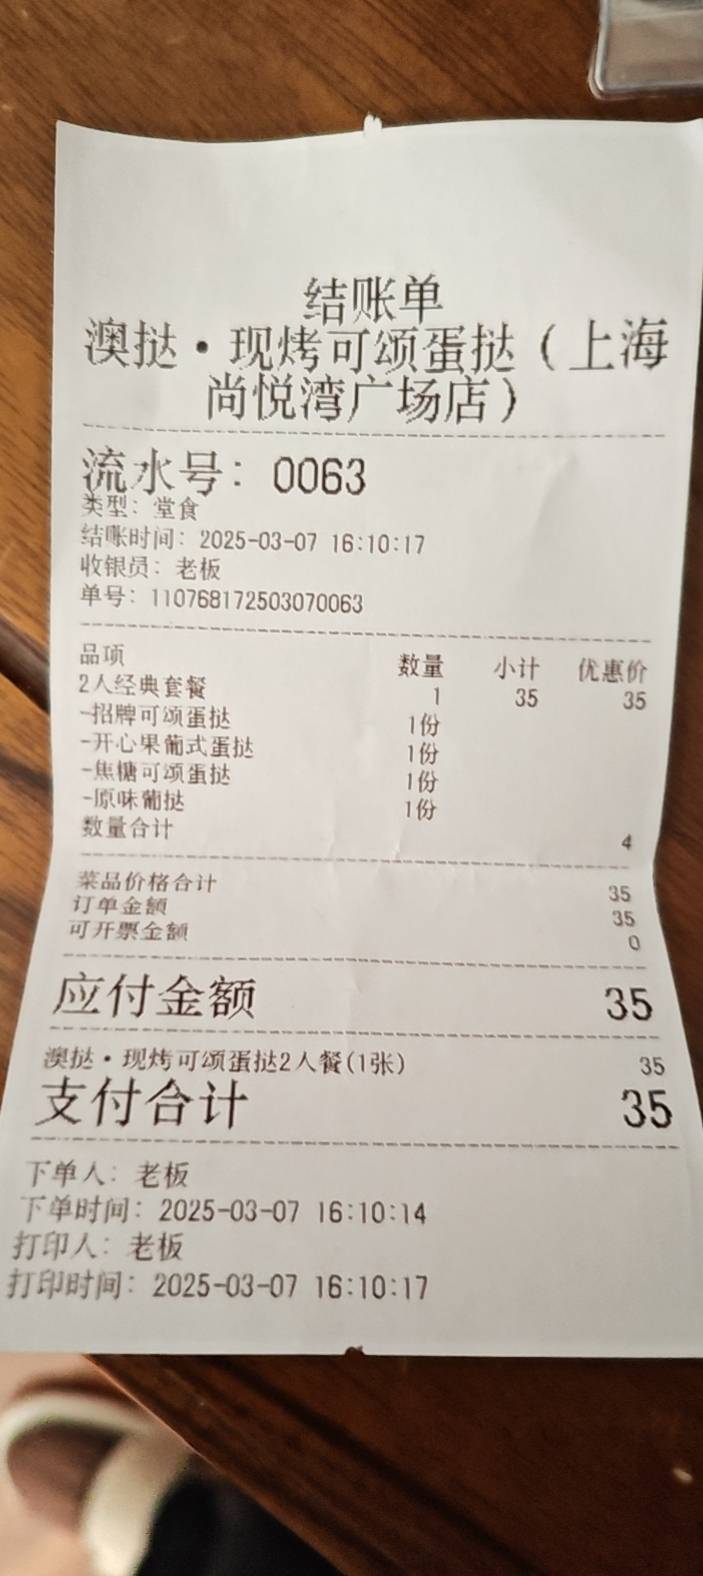 结账单
澳挞·现烤可颂蛋挞（上海
尚悦湾广场店）
流水号：0063
类型：堂食
结账时间：2025-03-07 16:10:17
收银员：老板
单号：110768172503070063
品项 数量 小计 优惠价
2人经典套餐 1 35 35
-招牌可颂蛋挞 1份
-开心果葡式蛋挞 1份
-焦糖可颂蛋挞 1份
-原味葡挞 1份
数量合计 4
菜品价格合计 35
订单金额 35
可开票金额 0
应付金额 35
澳挞·现烤可颂蛋挞2人餐(1张) 35
支付合计 35
下单人：老板
下单时间：2025-03-07 16:10:14
打印人：老板
打印时间：2025-03-07 16:10:17